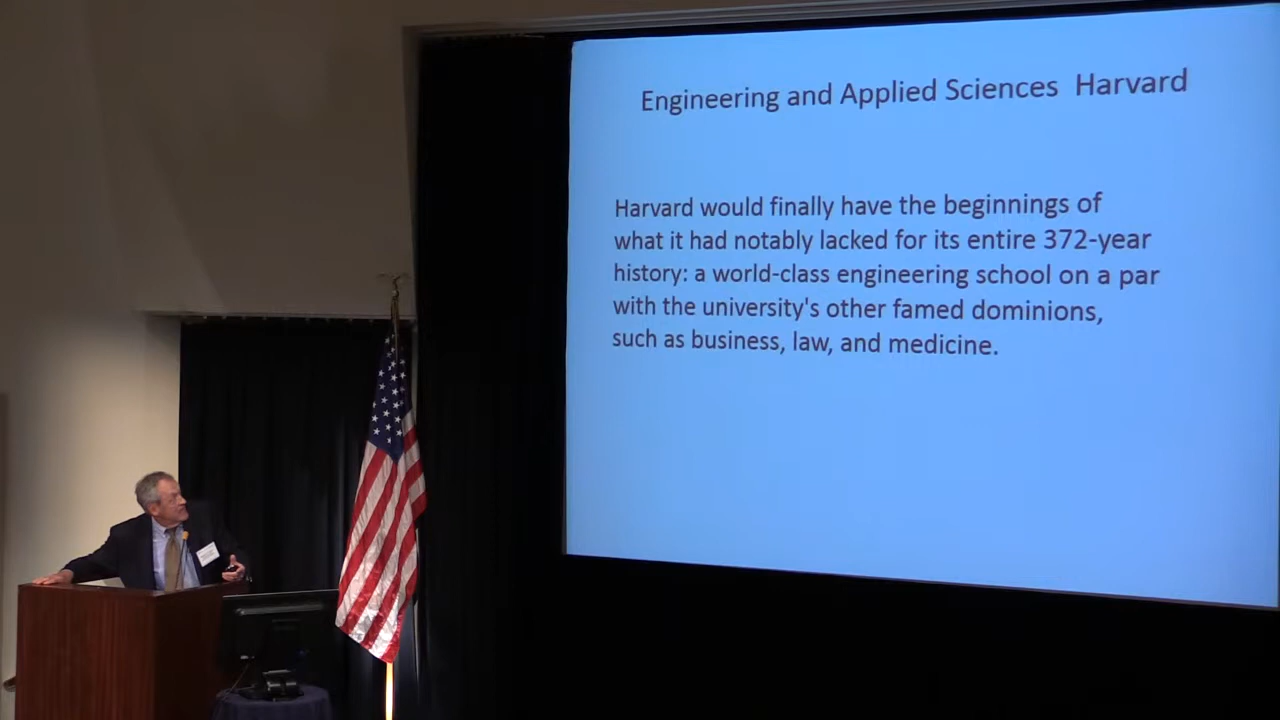 Engineering and Applied Sciences Harvard
Harvard would finally have the beginnings of
what it had notably lacked for its entire 372-year
history: a world-class engineering school on a par
with the university's other famed dominions,
such as business, law, and medicine.